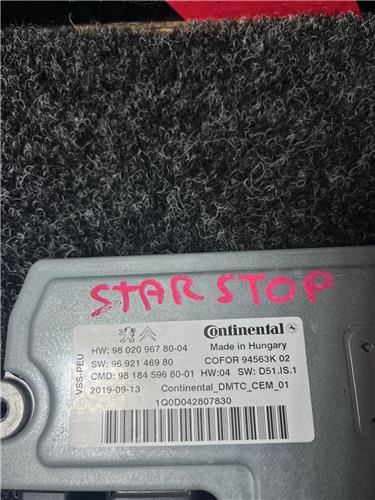 STAR STOP
Continental
Made in Hungary
VSS-PEU
HW: 98 020 967 80-04
COFOR 94563K 02
SW: 96 921 469 80
HW:04 SW: D51.IS.1
CMD: 98 184 596 80-01
2019-09-13 Continental_DMTC_CEM_01
1Q0D042807830